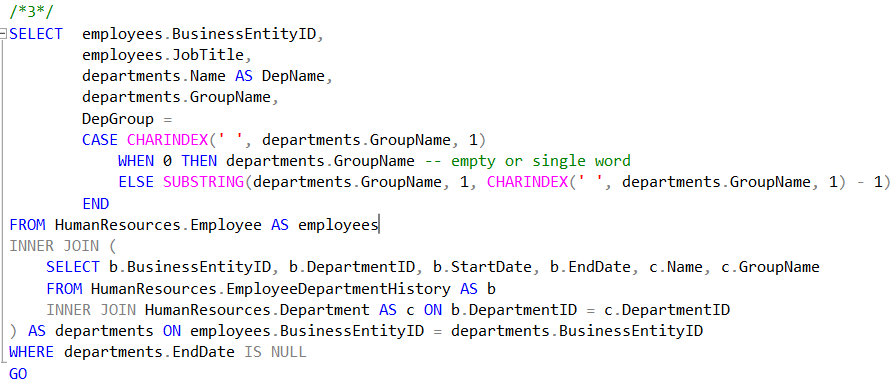 /*3*/
SELECT  employees.BusinessEntityID,
        employees.JobTitle,
        departments.Name AS DepName,
        departments.GroupName,
        DepGroup =
        CASE CHARINDEX(' ', departments.GroupName, 1)
            WHEN 0 THEN departments.GroupName -- empty or single word
            ELSE SUBSTRING(departments.GroupName, 1, CHARINDEX(' ', departments.GroupName, 1) - 1)
        END
FROM HumanResources.Employee AS employees
INNER JOIN (
    SELECT b.BusinessEntityID, b.DepartmentID, b.StartDate, b.EndDate, c.Name, c.GroupName
    FROM HumanResources.EmployeeDepartmentHistory AS b
    INNER JOIN HumanResources.Department AS c ON b.DepartmentID = c.DepartmentID
) AS departments ON employees.BusinessEntityID = departments.BusinessEntityID
WHERE departments.EndDate IS NULL
GO